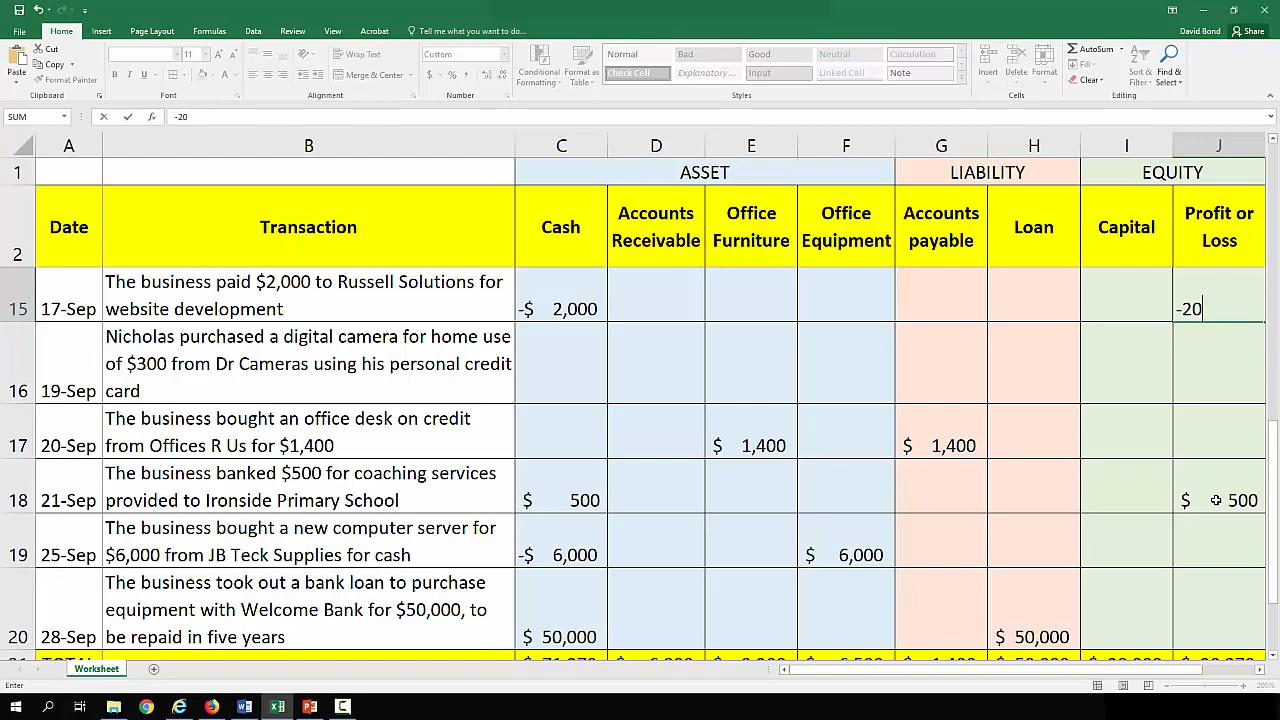 File Home Insert Page Layout Formulas Data Review View Acrobat Tell me what you want to do... David Bond Share
Paste Cut Copy Format Painter 11 Wrap Text Merge & Center Custom Conditional Formatting Format as Table Normal Bad Good Neutral Calculation Check Cell Explanatory ... Input Linked Cell Note Insert Delete Format AutoSum Fill Clear Sort & Filter Find & Select
Clipboard Font Alignment Number Styles Cells Editing
SUM -20
A B C D E F G H I J
1 ASSET LIABILITY EQUITY
2 Date Transaction Cash Accounts Receivable Office Furniture Office Equipment Accounts payable Loan Capital Profit or Loss
The business paid $2,000 to Russell Solutions for
15 17-Sep website development -$ 2,000 -20
Nicholas purchased a digital camera for home use
of $300 from Dr Cameras using his personal credit
16 19-Sep card
The business bought an office desk on credit
17 20-Sep from Offices R Us for $1,400 $ 1,400 $ 1,400
The business banked $500 for coaching services
18 21-Sep provided to Ironside Primary School $ 500 $ 500
The business bought a new computer server for
19 25-Sep $6,000 from JB Teck Supplies for cash -$ 6,000 $ 6,000
The business took out a bank loan to purchase
equipment with Welcome Bank for $50,000, to
20 28-Sep be repaid in five years $ 50,000 $ 50,000
Worksheet
Enter 205%